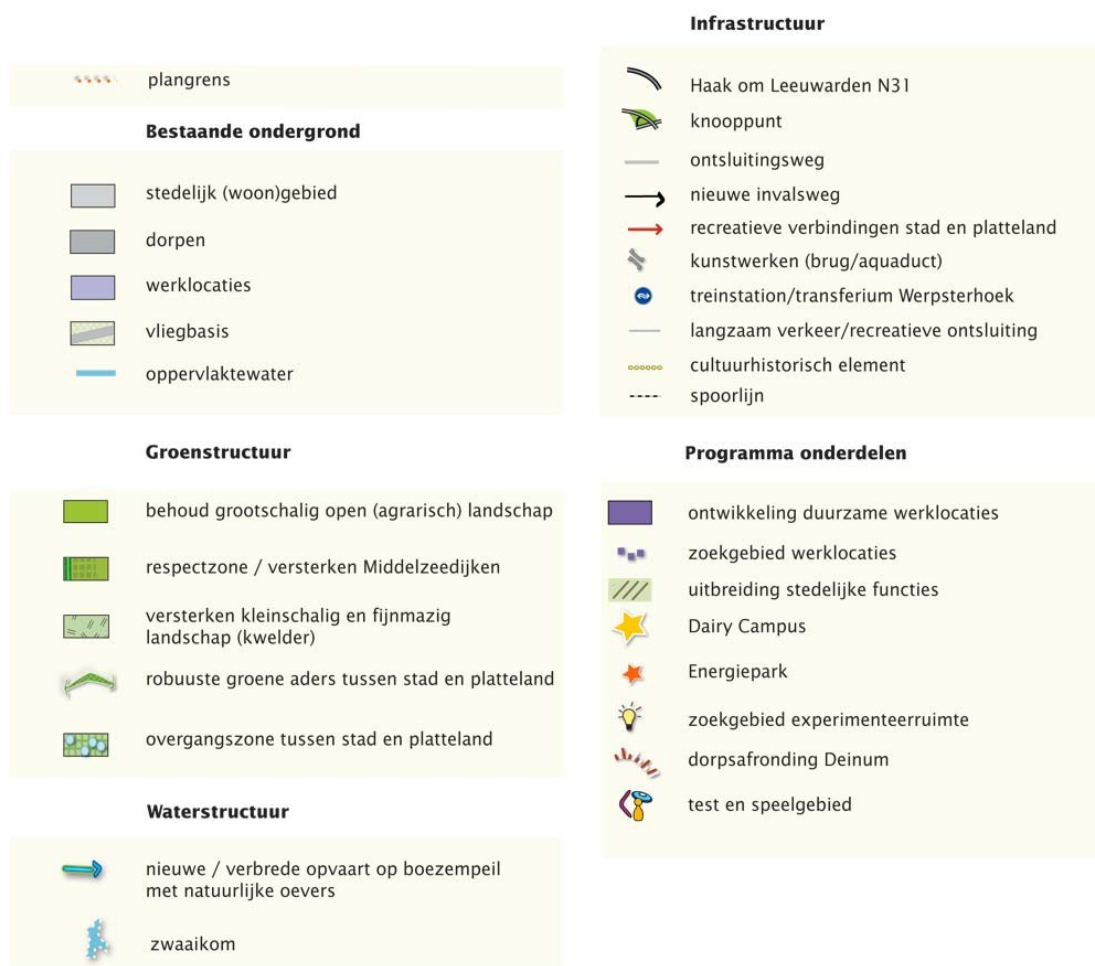 plangrens
Bestaande ondergrond
stedelijk (woon)gebied
dorpen
werklocaties
vliegbasis
oppervlaktewater
Groenstructuur
behoud grootschalig open (agrarisch) landschap
respectzone / versterken Middelzeedijken
versterken kleinschalig en fijnmazig
landschap (kwelder)
robuuste groene aders tussen stad en platteland
overgangszone tussen stad en platteland
Waterstructuur
nieuwe / verbrede opvaart op boezempeil
met natuurlijke oevers
zwaaikom
Infrastructuur
Haak om Leeuwarden N31
knooppunt
ontsluitingsweg
nieuwe invalsweg
recreatieve verbindingen stad en platteland
kunstwerken (brug/aquaduct)
treinstation/transferium Werpsterhoek
langzaam verkeer/recreatieve ontsluiting
cultuurhistorisch element
spoorlijn
Programma onderdelen
ontwikkeling duurzame werklocaties
zoekgebied werklocaties
uitbreiding stedelijke functies
Dairy Campus
Energiepark
zoekgebied experimenteerruimte
dorpsafronding Deinum
test en speelgebied